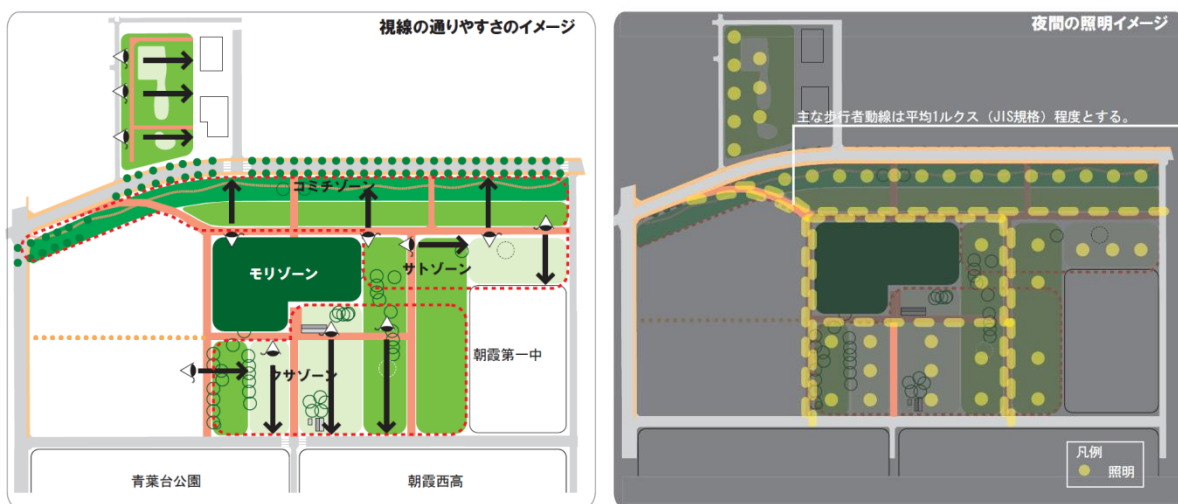 視線の通りやすさのイメージ
コミチゾーン
モリゾーン
サトゾーン
クサゾーン
朝霞第一中
青葉台公園
朝霞西高
夜間の照明イメージ
主な歩行者動線は平均1ルクス（JIS規格）程度とする。
凡例
照明